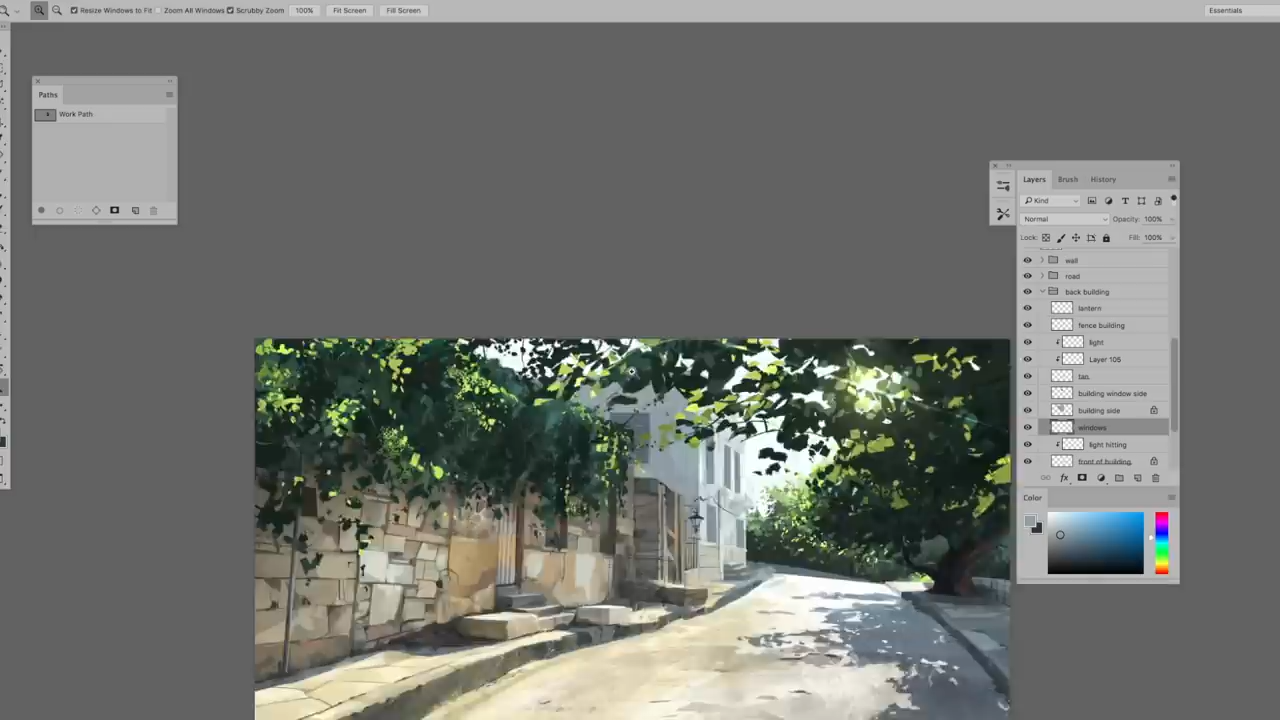 Resize Windows to Fit Zoom All Windows Scrubby Zoom 100% Fit Screen Fill Screen Essentials
Paths
Work Path
Layers Brush History
Kind
Normal Opacity: 100%
Lock: Fill: 100%
wall
road
back building
lantern
fence building
light
Layer 106
tan
building window side
building side
windows
light hitting
front of building
fx
Color